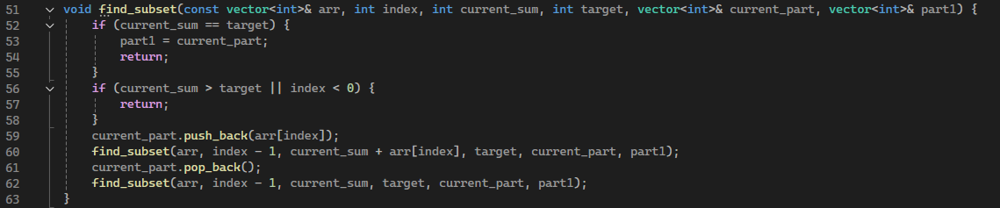 51 void find_subset(const vector<int>& arr, int index, int current_sum, int target, vector<int>& current_part, vector<int>& part1) {
52     if (current_sum == target) {
53         part1 = current_part;
54         return;
55     }
56     if (current_sum > target || index < 0) {
57         return;
58     }
59     current_part.push_back(arr[index]);
60     find_subset(arr, index - 1, current_sum + arr[index], target, current_part, part1);
61     current_part.pop_back();
62     find_subset(arr, index - 1, current_sum, target, current_part, part1);
63 }